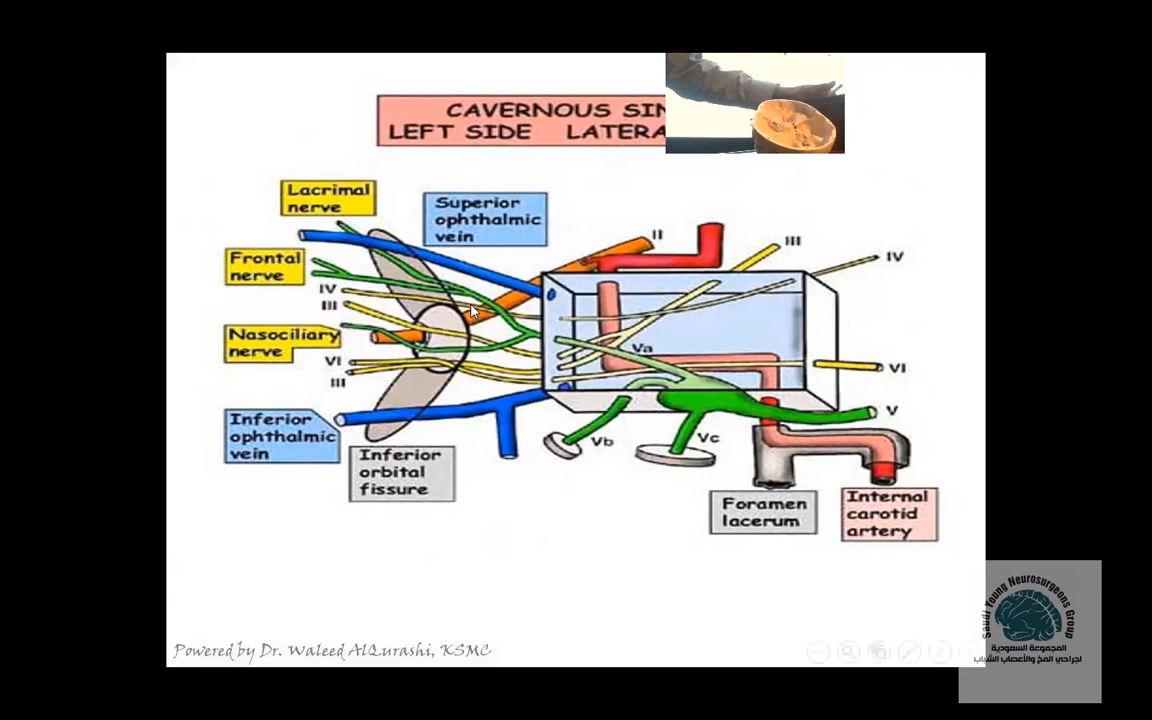 CAVERNOUS SIN
LEFT SIDE LATERA
Lacrimal
nerve
Superior
ophthalmic
vein
II
III
IV
Frontal
nerve
IV
III
Nasociliary
nerve
Va
VI
VI
III
V
Inferior
ophthalmic
vein
Vb
Vc
Inferior
orbital
fissure
Foramen
lacerum
Internal
carotid
artery
Saudi Young Neurosurgeons Group
المجموعة السعودية
لجراحي المخ والأعصاب الشباب
Powered by Dr. Waleed AlQurashi, KSMC